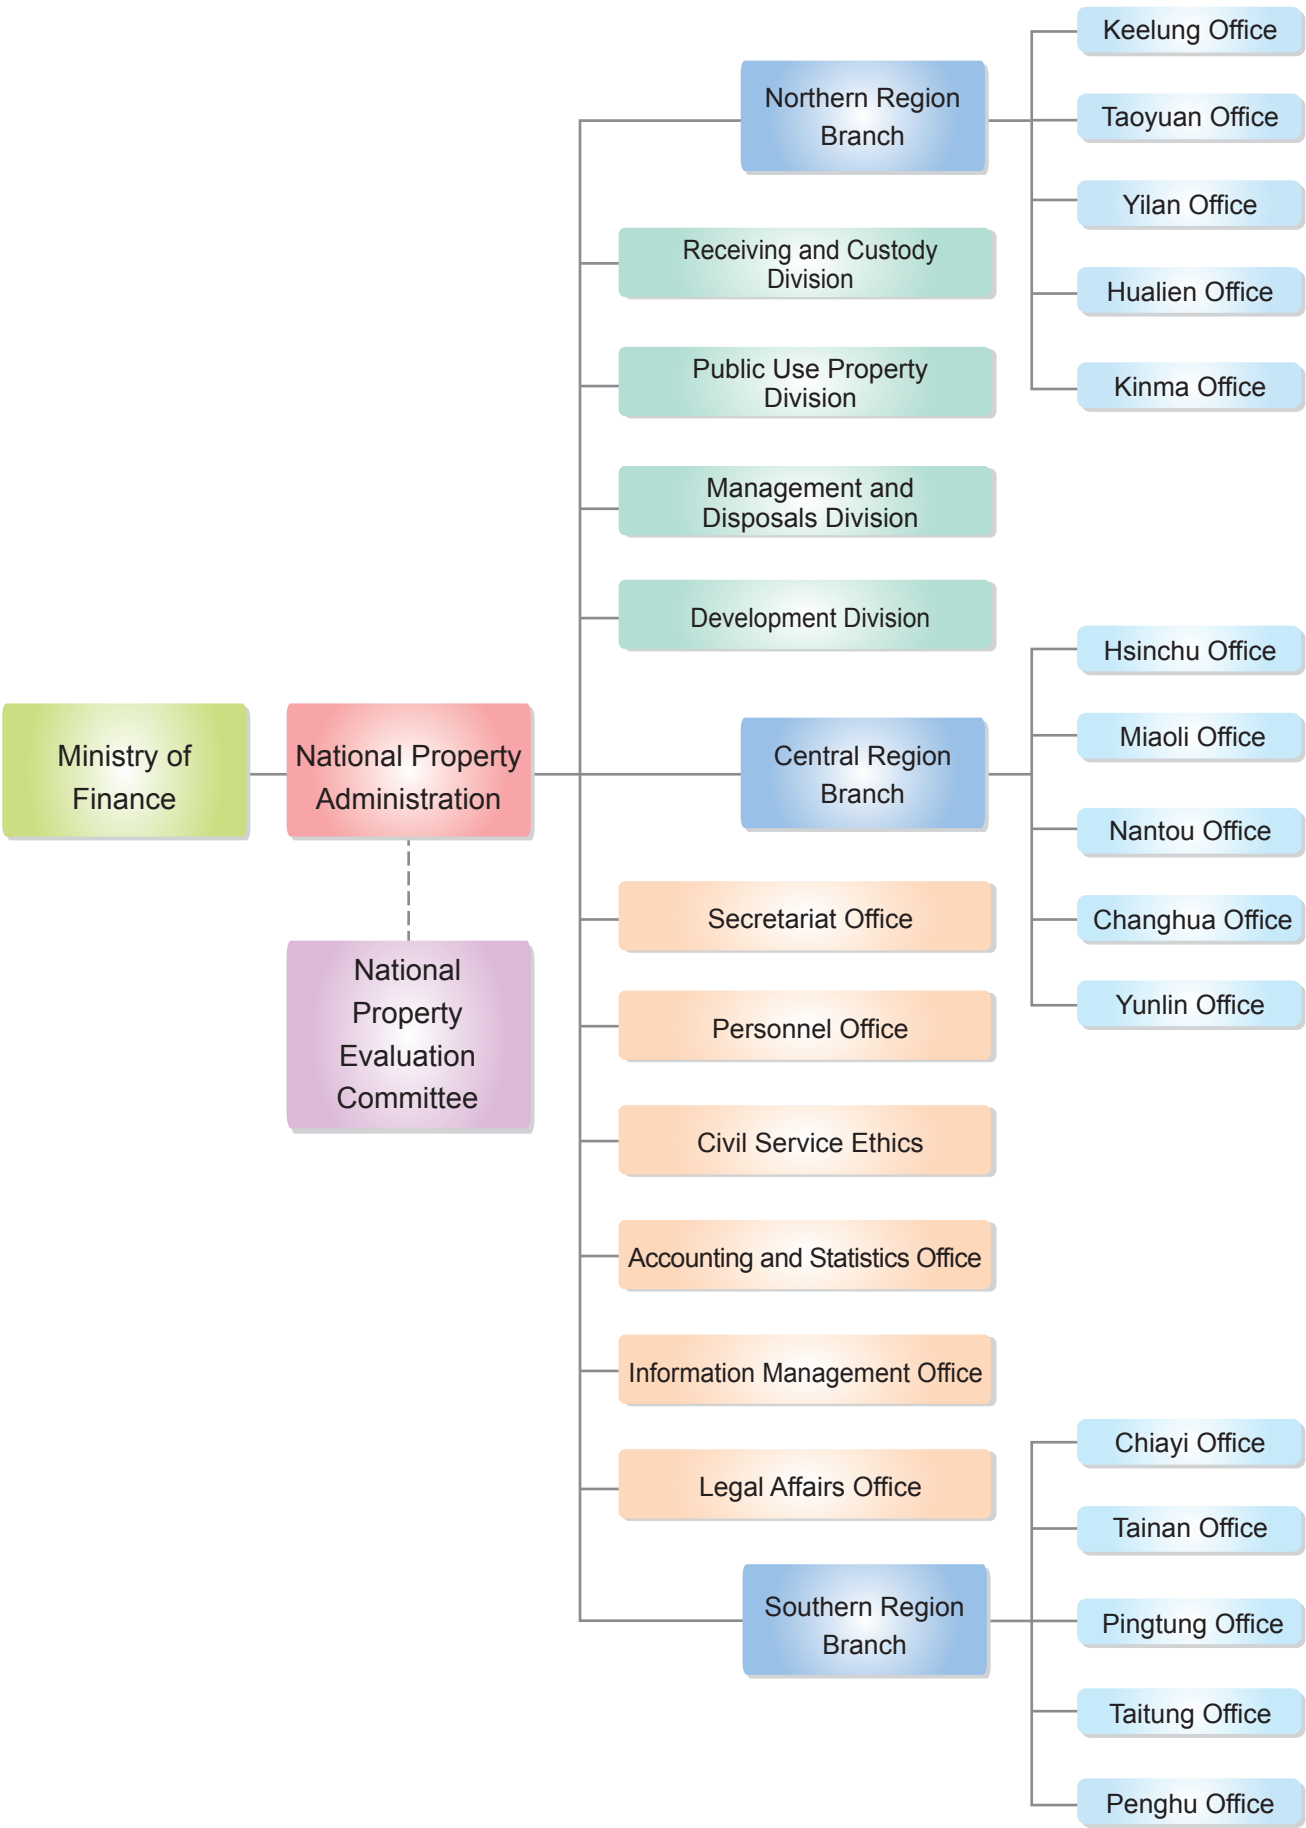 Ministry of
Finance
National Property
Administration
National
Property
Evaluation
Committee
Northern Region
Branch
Keelung Office
Taoyuan Office
Yilan Office
Hualien Office
Kinma Office
Receiving and Custody
Division
Public Use Property
Division
Management and
Disposals Division
Development Division
Central Region
Branch
Hsinchu Office
Miaoli Office
Nantou Office
Changhua Office
Yunlin Office
Secretariat Office
Personnel Office
Civil Service Ethics
Accounting and Statistics Office
Information Management Office
Legal Affairs Office
Southern Region
Branch
Chiayi Office
Tainan Office
Pingtung Office
Taitung Office
Penghu Office